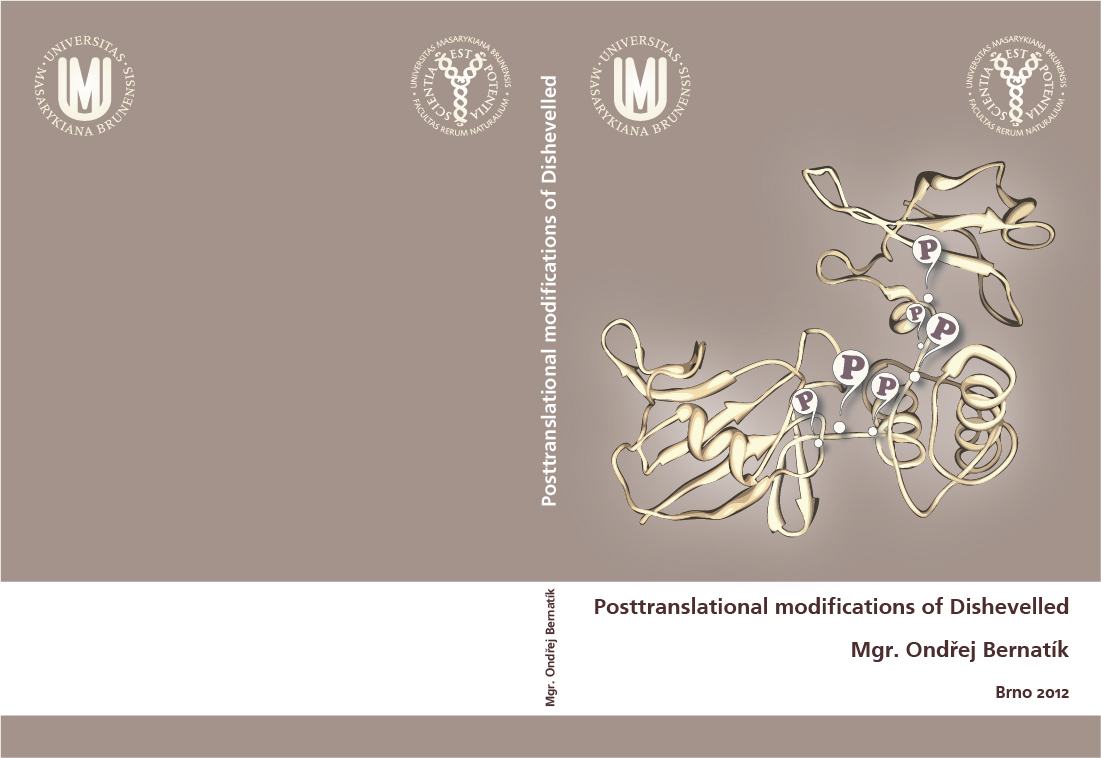 UNIVERSITAS · MASARYKIANA BRUNENSIS ·
UNIVERSITAS MASARYKIANA BRUNENSIS · FACULTAS RERUM NATURALIUM ·
SCIENTIA EST POTENTIA
Posttranslational modifications of Dishevelled
Mgr. Ondřej Bernatík
UNIVERSITAS · MASARYKIANA BRUNENSIS ·
UNIVERSITAS MASARYKIANA BRUNENSIS · FACULTAS RERUM NATURALIUM ·
SCIENTIA EST POTENTIA
P
P
P
P
P
P
Posttranslational modifications of Dishevelled
Mgr. Ondřej Bernatík
Brno 2012